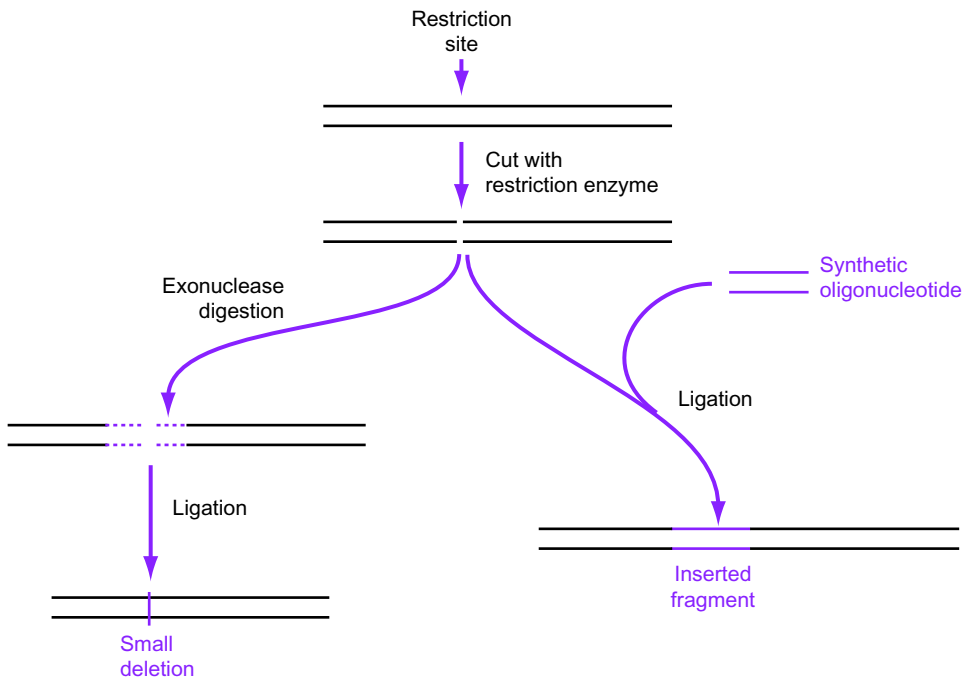 Restriction
site
Cut with
restriction enzyme
Synthetic
oligonucleotide
Exonuclease
digestion
Ligation
Ligation
Inserted
fragment
Small
deletion